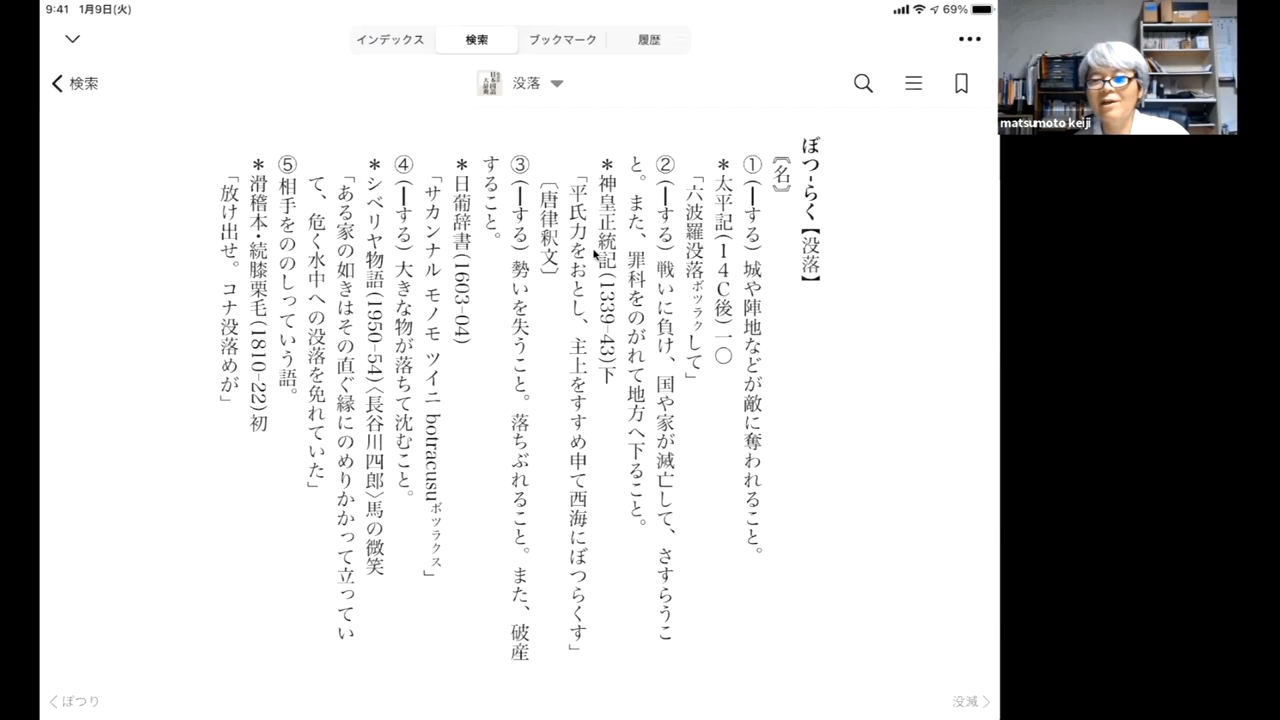 9:41 1月9日(火)
69%
インデックス 検索 ブックマーク 履歴
検索
日本国語大辞典
没落
matsumoto keiji
ぼつ-らく【没落】
〘名〙
①(―する)城や陣地などが敵に奪われること。
*太平記(14C後)一〇
「六波羅没落ボツラクして」
②(―する)戦いに負け、国や家が滅亡して、さすらうこ
と。また、罪科をのがれて地方へ下ること。
*神皇正統記(1339-43)下
「平氏力をおとし、主上をすすめ申て西海にぼつらくす」
〔唐律釈文〕
③(―する)勢いを失うこと。落ちぶれること。また、破産
すること。
*日葡辞書(1603-04)
「サカンナル モノモ ツイニ botracusuボツラクス」
④(―する)大きな物が落ちて沈むこと。
*シベリヤ物語(1950-54)〈長谷川四郎〉馬の微笑
「ある家の如きはその直ぐ縁にのめりかかって立ってい
て、危く水中への没落を免れていた」
⑤相手をののしっていう語。
*滑稽本・続膝栗毛(1810-22)初
「放け出せ。コナ没落めが」
ぼつり
没滅